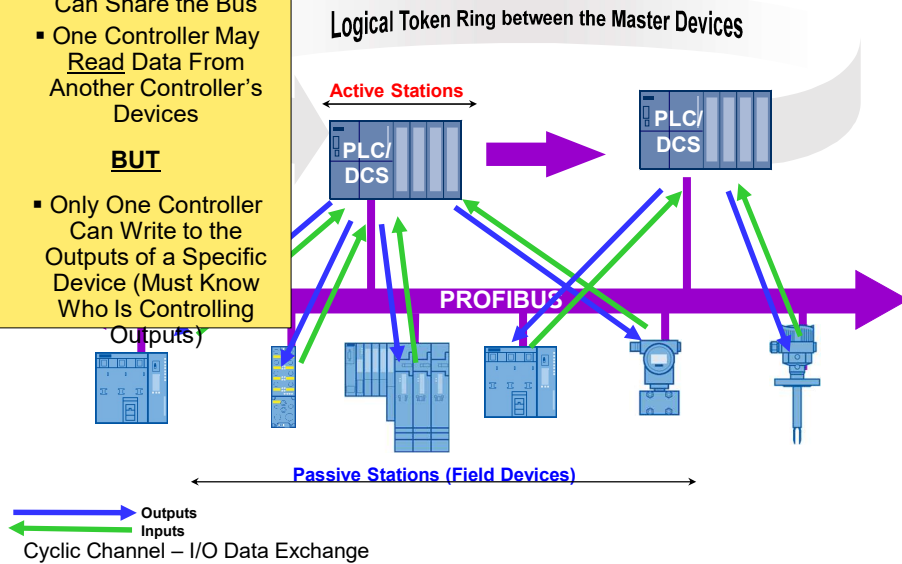 Can Share the Bus
▪ One Controller May
Read Data From
Another Controller's
Devices
BUT
▪ Only One Controller
Can Write to the
Outputs of a Specific
Device (Must Know
Who Is Controlling
Outputs)
Logical Token Ring between the Master Devices
Active Stations
PLC/
DCS
PLC/
DCS
PROFIBUS
Passive Stations (Field Devices)
Outputs
Inputs
Cyclic Channel – I/O Data Exchange